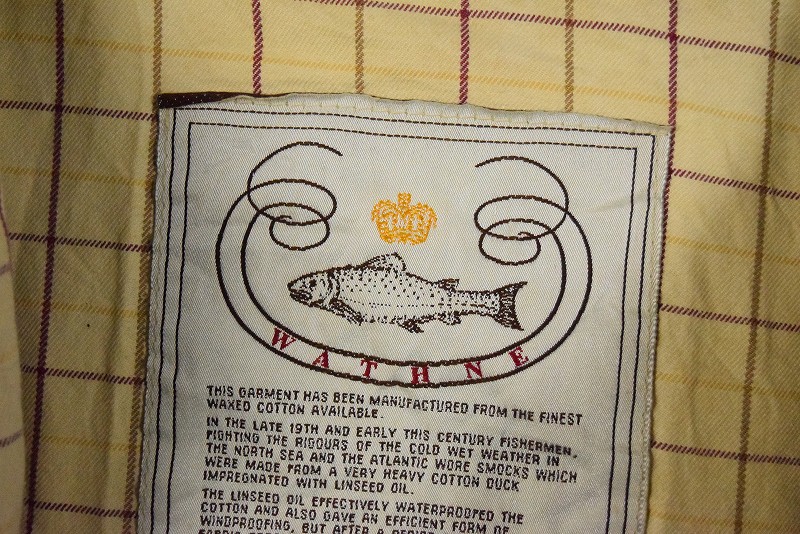 WATHNE
THIS GARMENT HAS BEEN MANUFACTURED FROM THE FINEST
WAXED COTTON AVAILABLE.
IN THE LATE 19TH AND EARLY THIS CENTURY FISHERMEN,
FIGHTING THE RIGOURS OF THE COLD WET WEATHER IN
THE NORTH SEA AND THE ATLANTIC WORE SMOCKS WHICH
WERE MADE FROM A VERY HEAVY COTTON DUCK
IMPREGNATED WITH LINSEED OIL.
THE LINSEED OIL EFFECTIVELY WATERPROOFED THE
COTTON AND ALSO GAVE AN EFFICIENT FORM OF
WINDPROOFING, BUT AFTER A